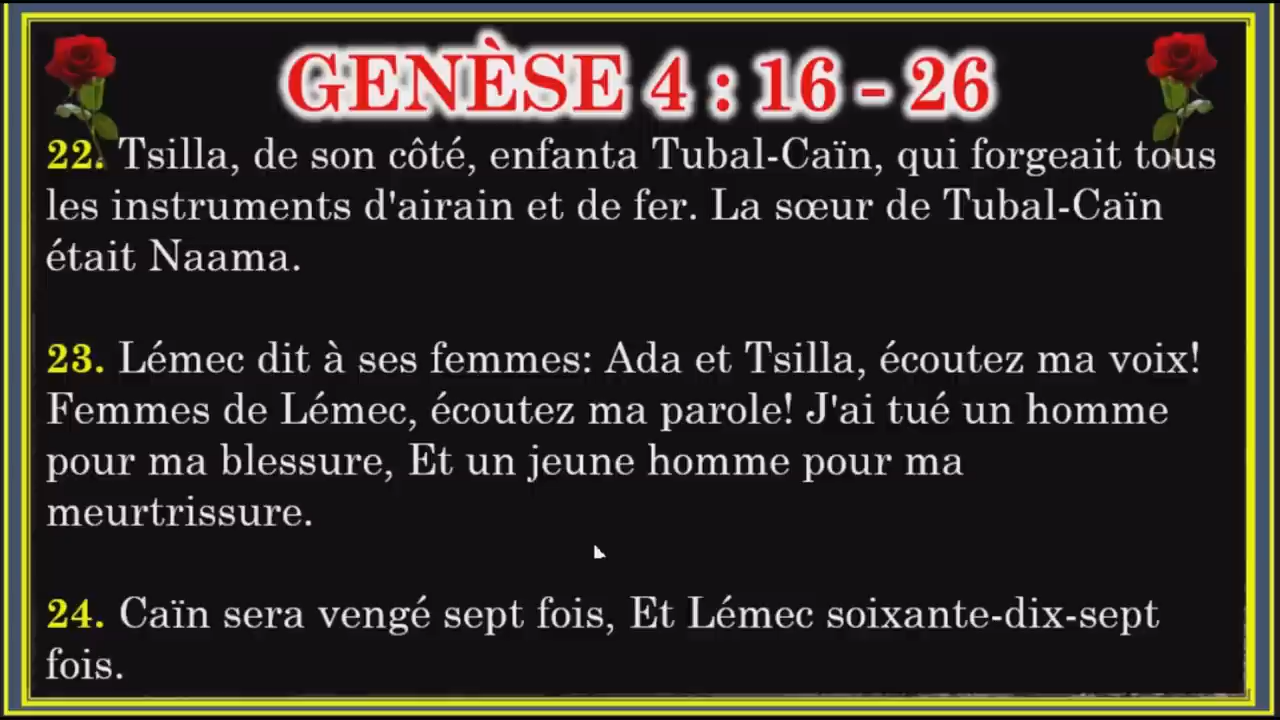 GENÈSE 4 : 16 - 26
22. Tsilla, de son côté, enfanta Tubal-Caïn, qui forgeait tous
les instruments d'airain et de fer. La sœur de Tubal-Caïn
était Naama.
23. Lémec dit à ses femmes: Ada et Tsilla, écoutez ma voix!
Femmes de Lémec, écoutez ma parole! J'ai tué un homme
pour ma blessure, Et un jeune homme pour ma
meurtrissure.
24. Caïn sera vengé sept fois, Et Lémec soixante-dix-sept
fois.